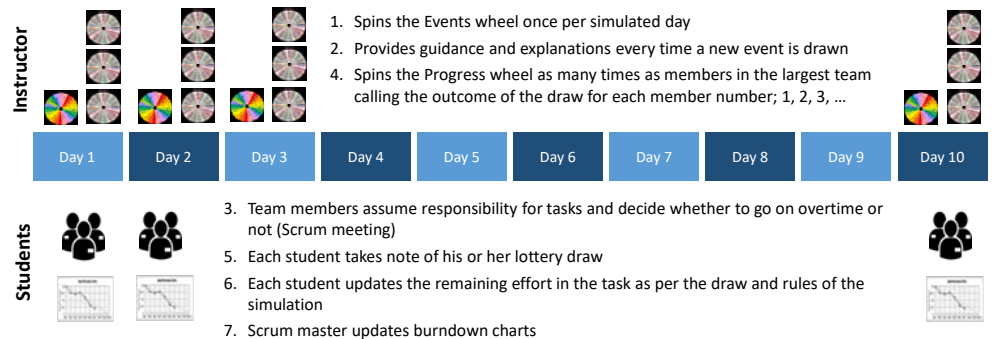 Instructor
1. Spins the Events wheel once per simulated day
2. Provides guidance and explanations every time a new event is drawn
4. Spins the Progress wheel as many times as members in the largest team
calling the outcome of the draw for each member number; 1, 2, 3, …
Day 1
Day 2
Day 3
Day 4
Day 5
Day 6
Day 7
Day 8
Day 9
Day 10
Students
3. Team members assume responsibility for tasks and decide whether to go on overtime or
not (Scrum meeting)
5. Each student takes note of his or her lottery draw
6. Each student updates the remaining effort in the task as per the draw and rules of the
simulation
7. Scrum master updates burndown charts